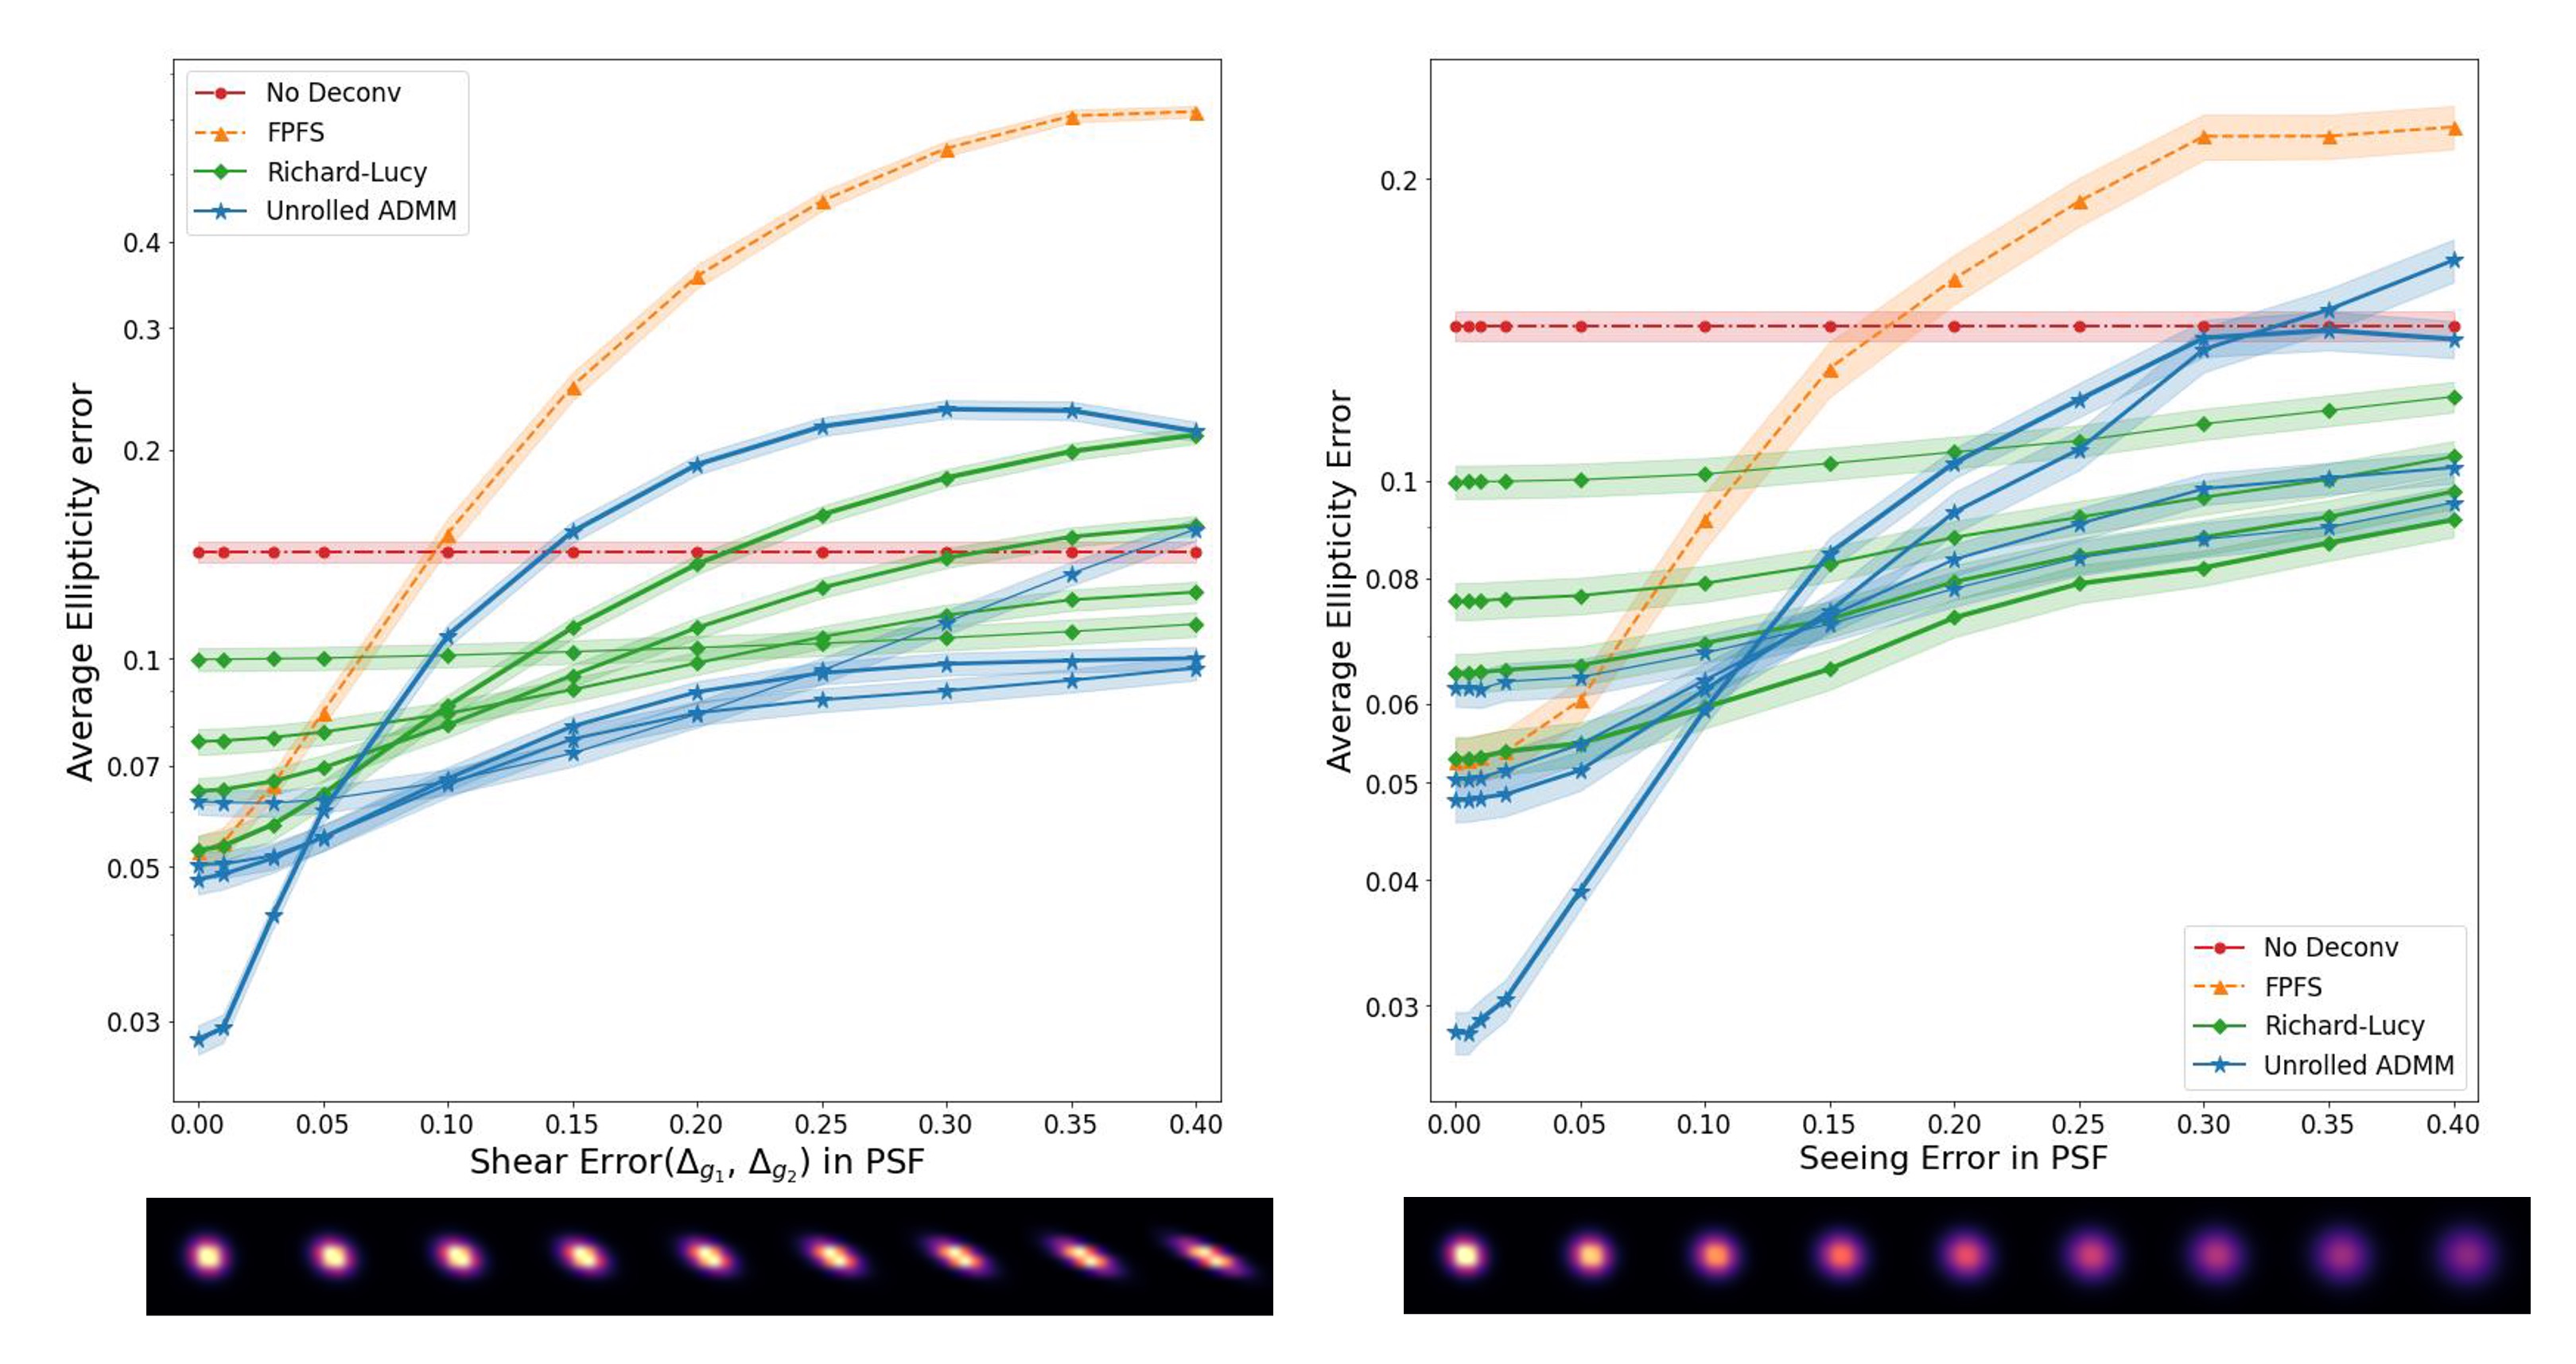 No Deconv
FPFS
Richard-Lucy
Unrolled ADMM
0.4
0.3
0.2
0.1
0.07
0.05
0.03
Average Ellipticity error
0.00 0.05 0.10 0.15 0.20 0.25 0.30 0.35 0.40
Shear Error(Δg₁, Δg₂) in PSF
0.2
0.1
0.08
0.06
0.05
0.04
0.03
Average Ellipticity Error
No Deconv
FPFS
Richard-Lucy
Unrolled ADMM
0.00 0.05 0.10 0.15 0.20 0.25 0.30 0.35 0.40
Seeing Error in PSF